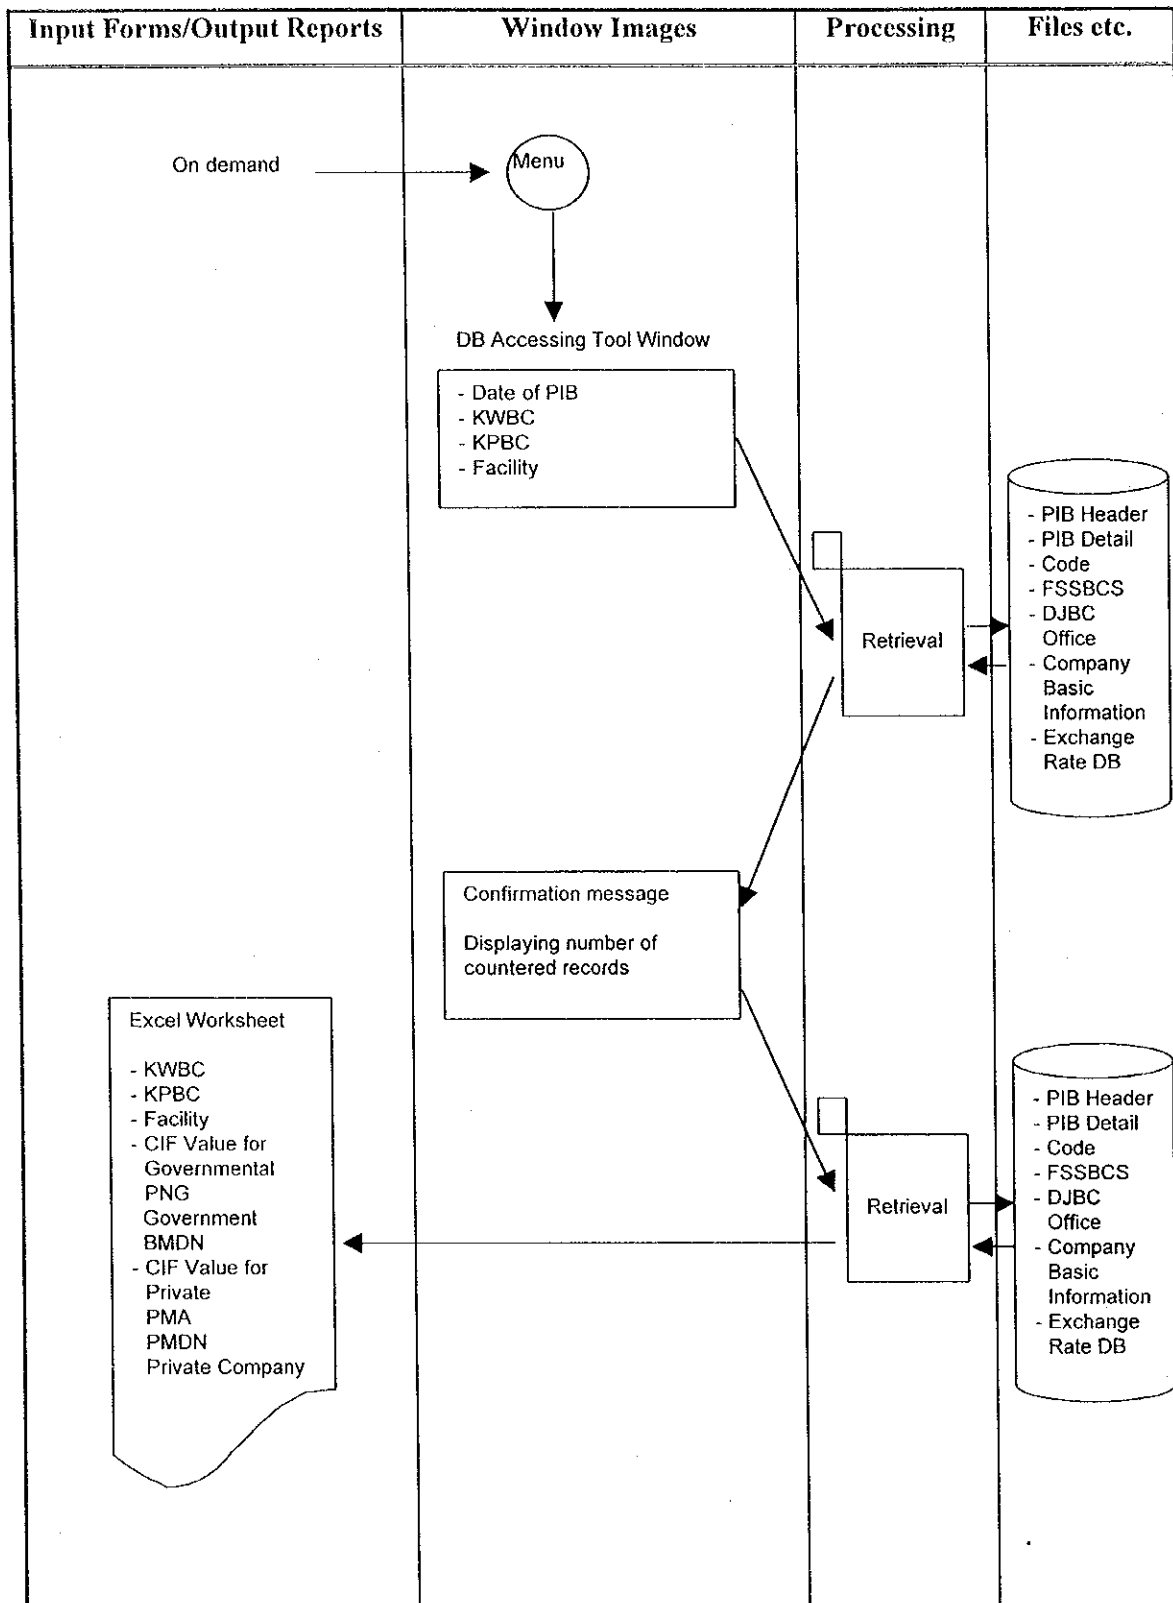 Input Forms/Output Reports
Window Images
Processing
Files etc.
On demand
Menu
DB Accessing Tool Window
- Date of PIB
- KWBC
- KPBC
- Facility
- PIB Header
- PIB Detail
- Code
- FSSBCS
- DJBC
Office
- Company
Basic
Information
- Exchange
Rate DB
Retrieval
Confirmation message
Displaying number of
countered records
Excel Worksheet
- KWBC
- KPBC
- Facility
- CIF Value for
Governmental
PNG
Government
BMDN
- CIF Value for
Private
PMA
PMDN
Private Company
Retrieval
- PIB Header
- PIB Detail
- Code
- FSSBCS
- DJBC
Office
- Company
Basic
Information
- Exchange
Rate DB